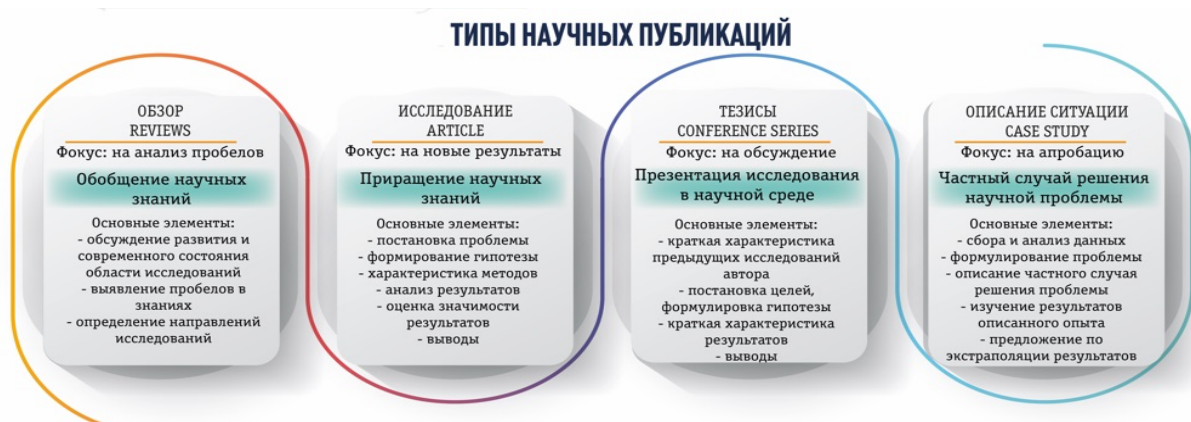 ТИПЫ НАУЧНЫХ ПУБЛИКАЦИЙ
ОБЗОР
REVIEWS
Фокус: на анализ пробелов
Обобщение научных
знаний
Основные элементы:
- обсуждение развития и
современного состояния
области исследований
- выявление пробелов в
знаниях
- определение направлений
исследований
ИССЛЕДОВАНИЕ
ARTICLE
Фокус: на новые результаты
Приращение научных
знаний
Основные элементы:
- постановка проблемы
- формирование гипотезы
- характеристика методов
- анализ результатов
- оценка значимости
результатов
- выводы
ТЕЗИСЫ
CONFERENCE SERIES
Фокус: на обсуждение
Презентация исследования
в научной среде
Основные элементы:
- краткая характеристика
предыдущих исследований
автора
- постановка целей,
формулировка гипотезы
- краткая характеристика
результатов
- выводы
ОПИСАНИЕ СИТУАЦИИ
CASE STUDY
Фокус: на апробацию
Частный случай решения
научной проблемы
Основные элементы:
- сбора и анализ данных
- формулирование проблемы
- описание частного случая
решения проблемы
- изучение результатов
описанного опыта
- предложение по
экстраполяции результатов